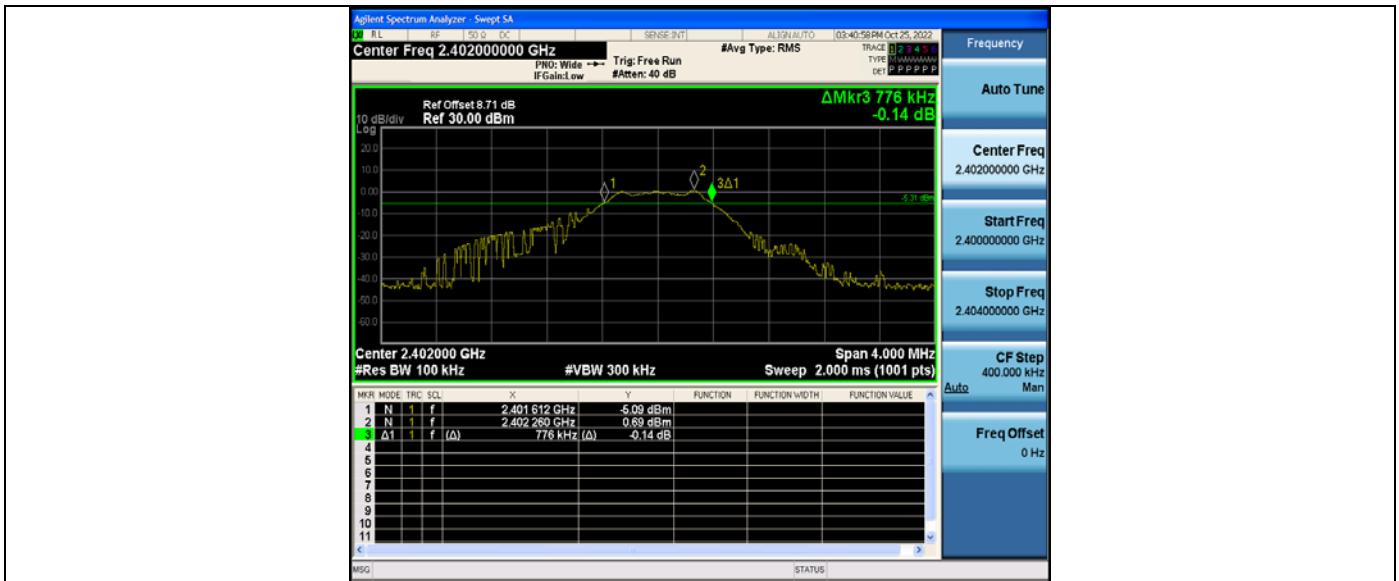 Agilent Spectrum Analyzer - Swept SA
RL RF 50 Ω DC SENSE:INT ALIGN AUTO 03:40:58 PM Oct 25, 2022
Center Freq 2.402000000 GHz
PNO: Wide
IFGain:Low
Trig: Free Run
#Atten: 40 dB
#Avg Type: RMS
TRACE 1 2 3 4 5 6
TYPE M WWWWW
DET P P P P P P
Ref Offset 8.71 dB
10 dB/div Ref 30.00 dBm
Log
ΔMkr3 776 kHz
-0.14 dB
20.0
10.0
0.00
-10.0
-20.0
-30.0
-40.0
-50.0
-60.0
1
2
3Δ1
-5.31 dBm
Center 2.402000 GHz Span 4.000 MHz
#Res BW 100 kHz #VBW 300 kHz Sweep 2.000 ms (1001 pts)
MKR MODE TRC SCL X Y FUNCTION FUNCTION WIDTH FUNCTION VALUE
1 N 1 f 2.401 612 GHz -5.09 dBm
2 N 1 f 2.402 260 GHz 0.69 dBm
3 Δ1 1 f (Δ) 776 kHz (Δ) -0.14 dB
4
5
6
7
8
9
10
11
MSG STATUS
Frequency
Auto Tune
Center Freq
2.402000000 GHz
Start Freq
2.400000000 GHz
Stop Freq
2.404000000 GHz
CF Step
400.000 kHz
Auto Man
Freq Offset
0 Hz